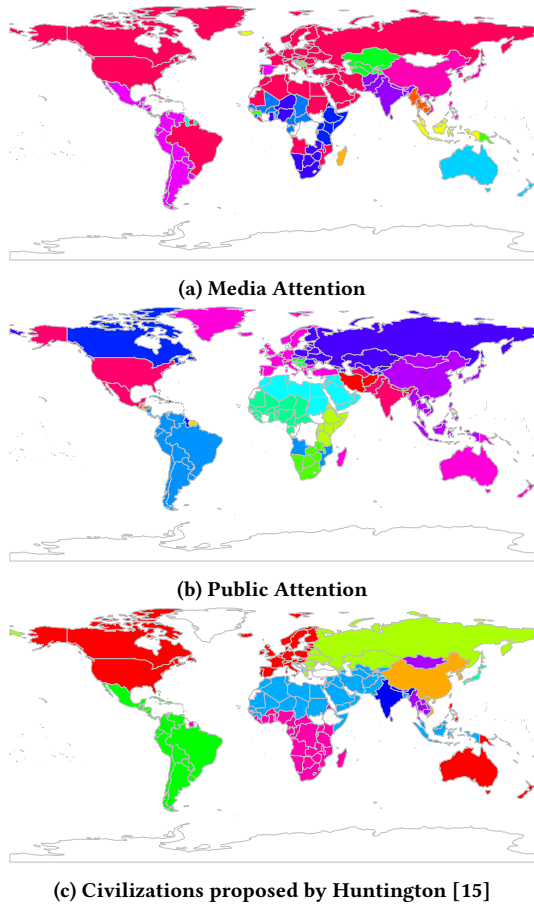 (a) Media Attention
(b) Public Attention
(c) Civilizations proposed by Huntington [15]